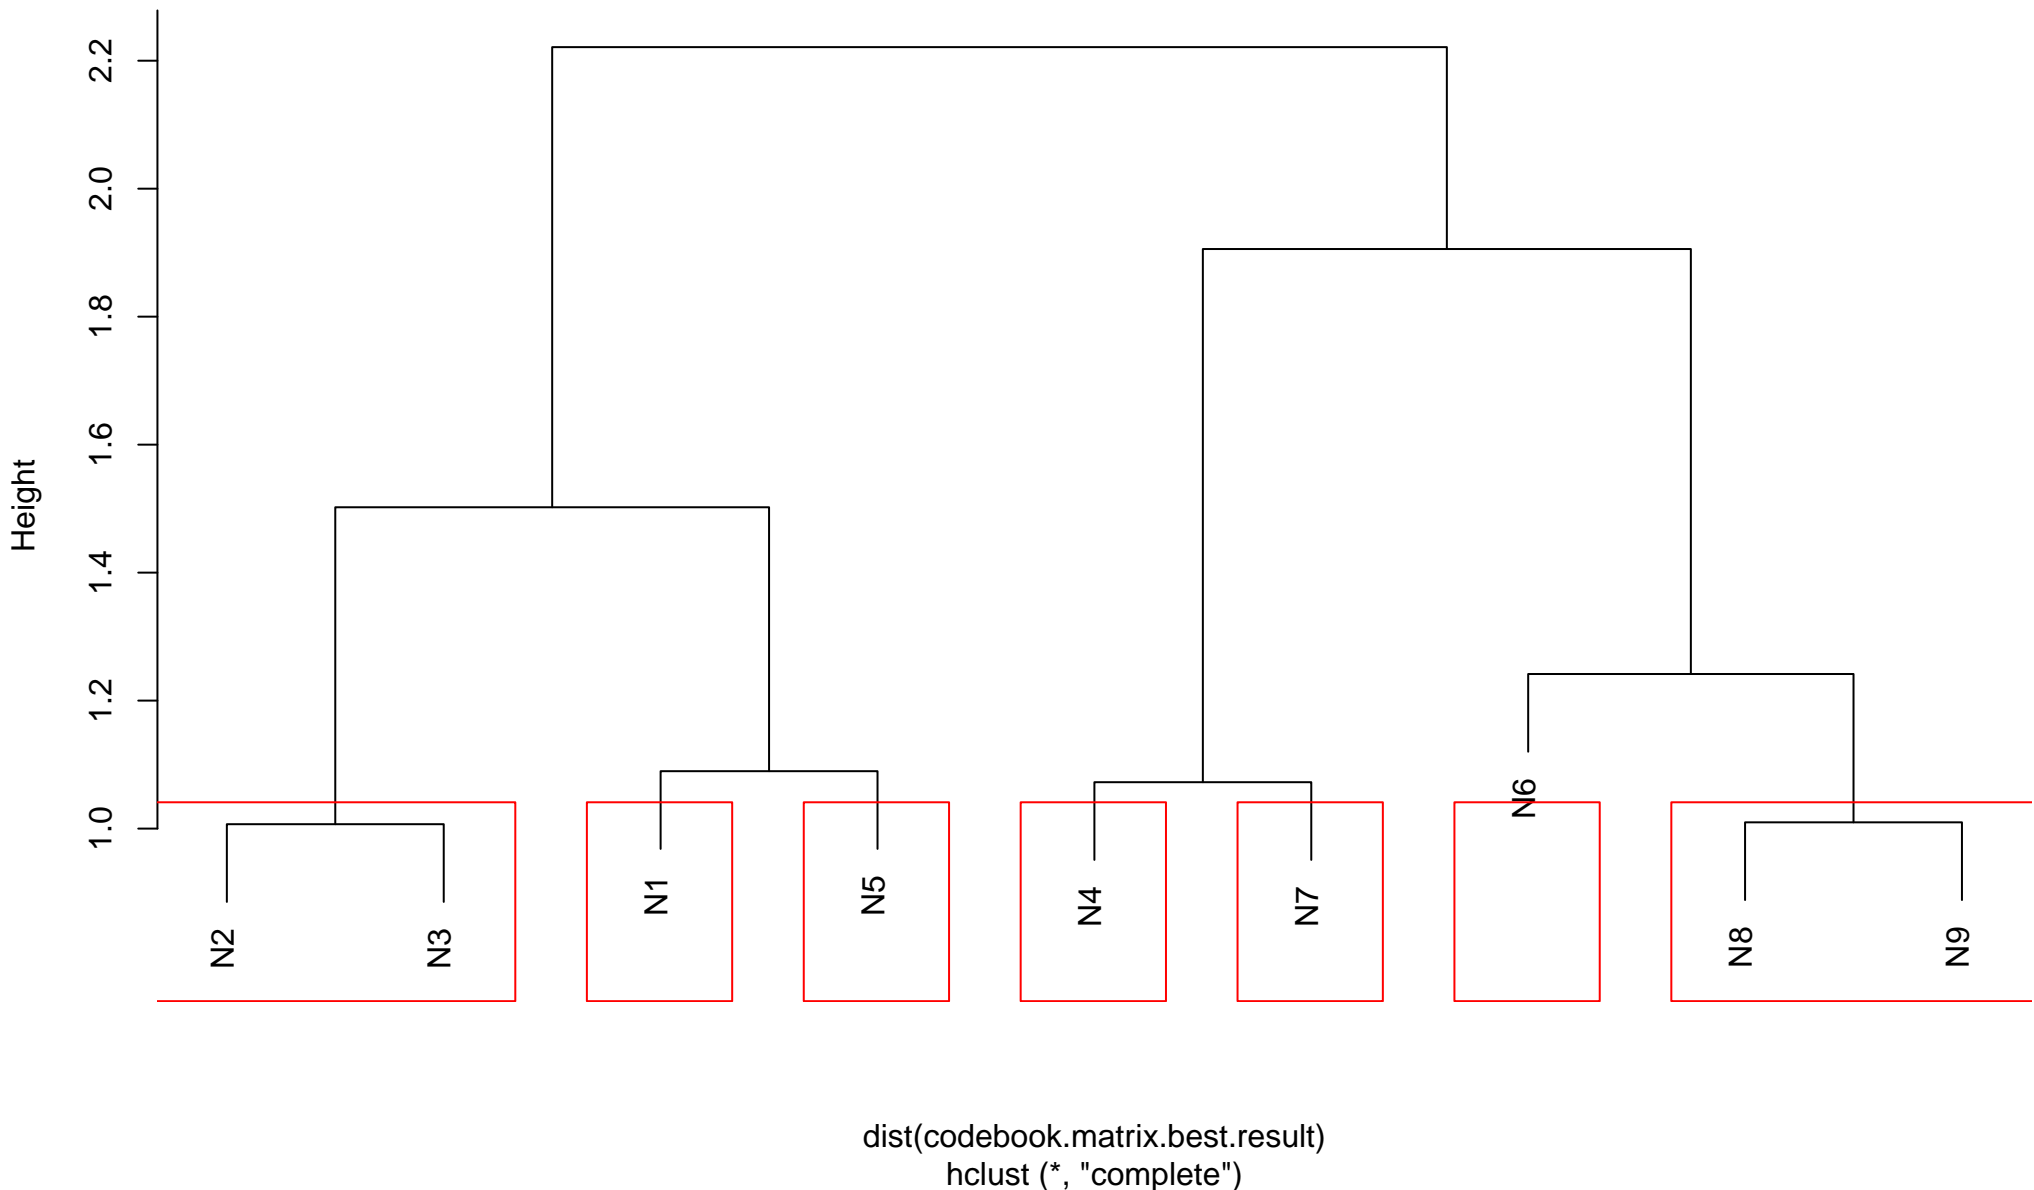 Height
2.2
2.0
1.8
1.6
1.4
1.2
1.0
N2
N3
N1
N5
N4
N7
N6
N8
N9
dist(codebook.matrix.best.result)
hclust (*, "complete")